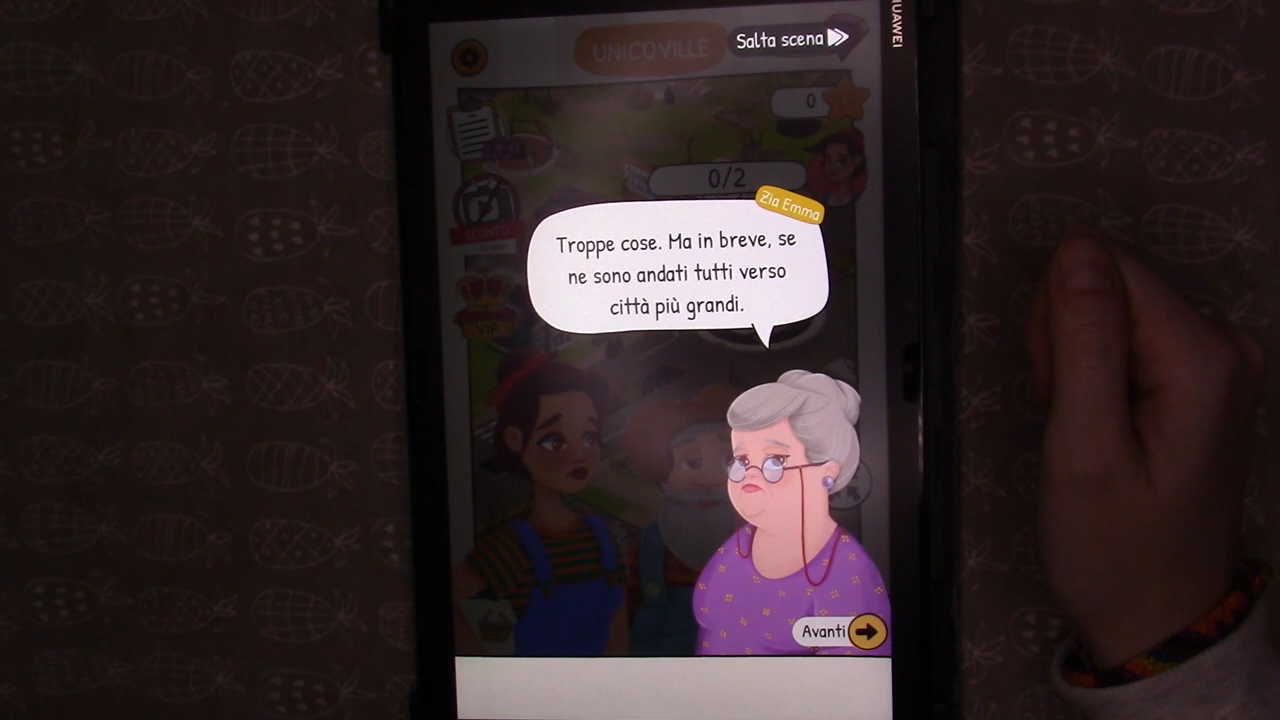 HUAWEI
UNICOVILLE
Salta scena
0
0/2
SCONTO
Zia Emma
Troppe cose. Ma in breve, se
ne sono andati tutti verso
città più grandi.
VIP
Avanti